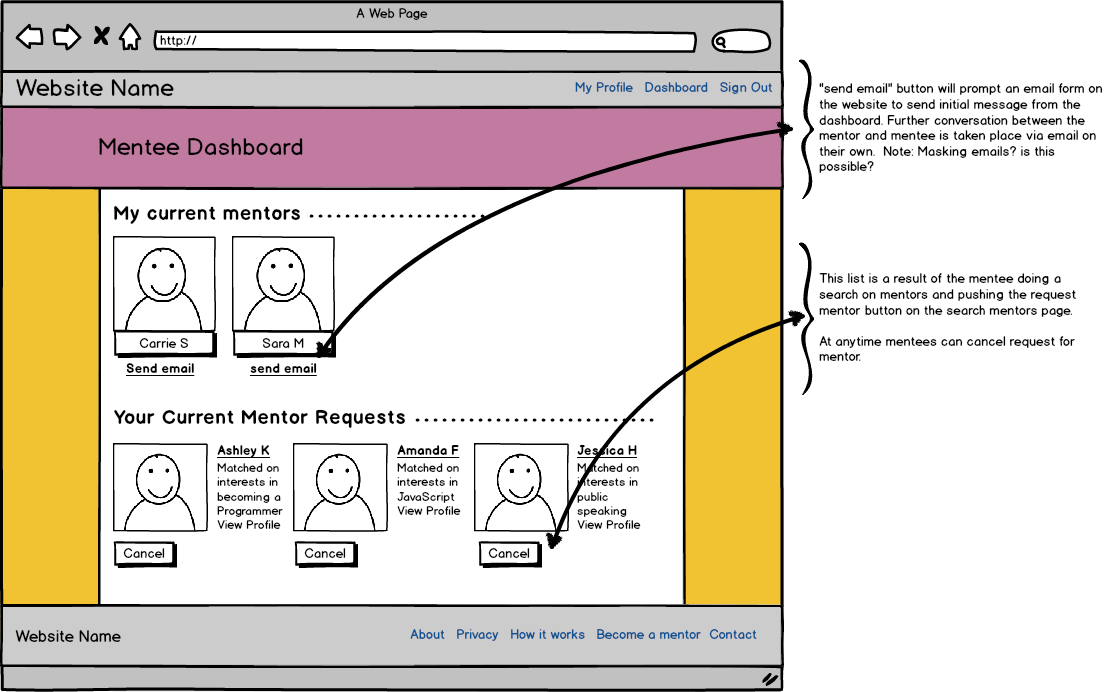 A Web Page
http://
Website Name
My Profile Dashboard Sign Out
Mentee Dashboard
"send email" button will prompt an email form on
the website to send initial message from the
dashboard. Further conversation between the
mentor and mentee is taken place via email on
their own. Note: Masking emails? is this
possible?
My current mentors
Carrie S
Sara M
Send email
send email
This list is a result of the mentee doing a
search on mentors and pushing the request
mentor button on the search mentors page.
At anytime mentees can cancel request for
mentor.
Your Current Mentor Requests
Ashley K
Matched on
interests in
becoming a
Programmer
View Profile
Cancel
Amanda F
Matched on
interests in
JavaScript
View Profile
Cancel
Jessica H
Matched on
interests in
public
speaking
View Profile
Cancel
Website Name
About Privacy How it works Become a mentor Contact